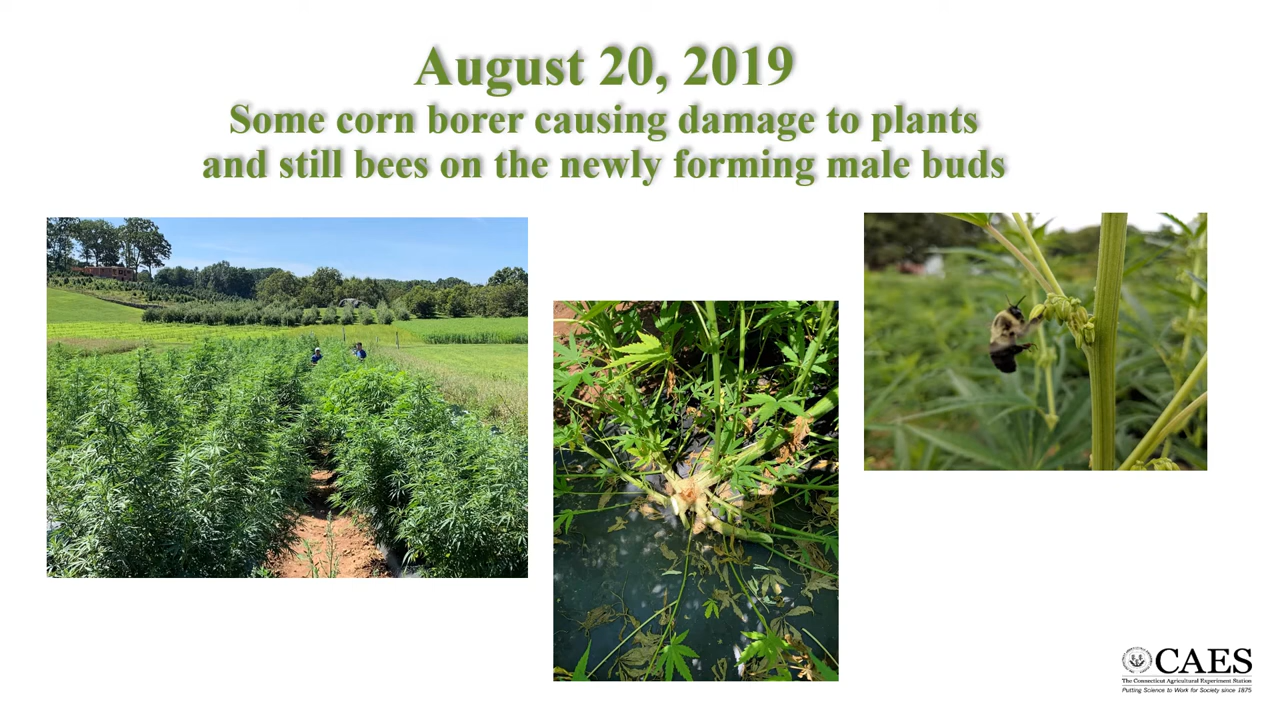 August 20, 2019
Some corn borer causing damage to plants
and still bees on the newly forming male buds
CAES
The Connecticut Agricultural Experiment Station
Putting Science to Work for Society since 1875